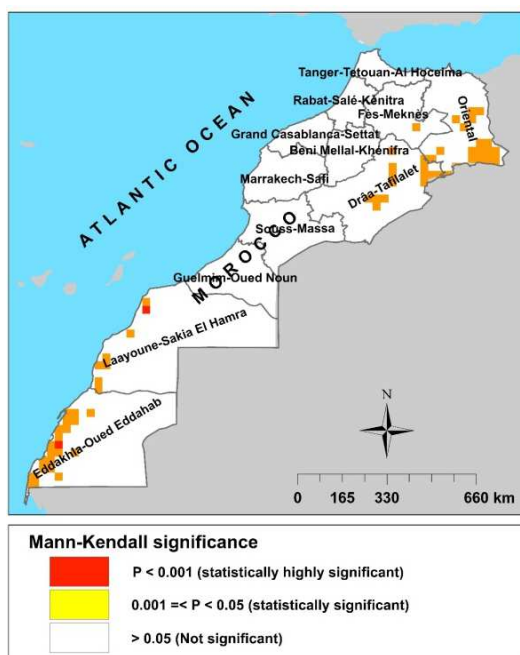 ATLANTIC OCEAN
Tanger-Tetouan-Al Hoceima
Rabat-Salé-Kénitra
Oriental
Fès-Meknès
Grand Casablanca-Settat
Béni Mellal-Khénifra
Marrakech-Safi
Drâa-Tafilalet
Souss-Massa
MOROCCO
Guelmim-Oued Noun
Laayoune-Sakia El Hamra
Eddakhla-Oued Eddahab
N
0 165 330 660 km
Mann-Kendall significance
P < 0.001 (statistically highly significant)
0.001 =< P < 0.05 (statistically significant)
> 0.05 (Not significant)